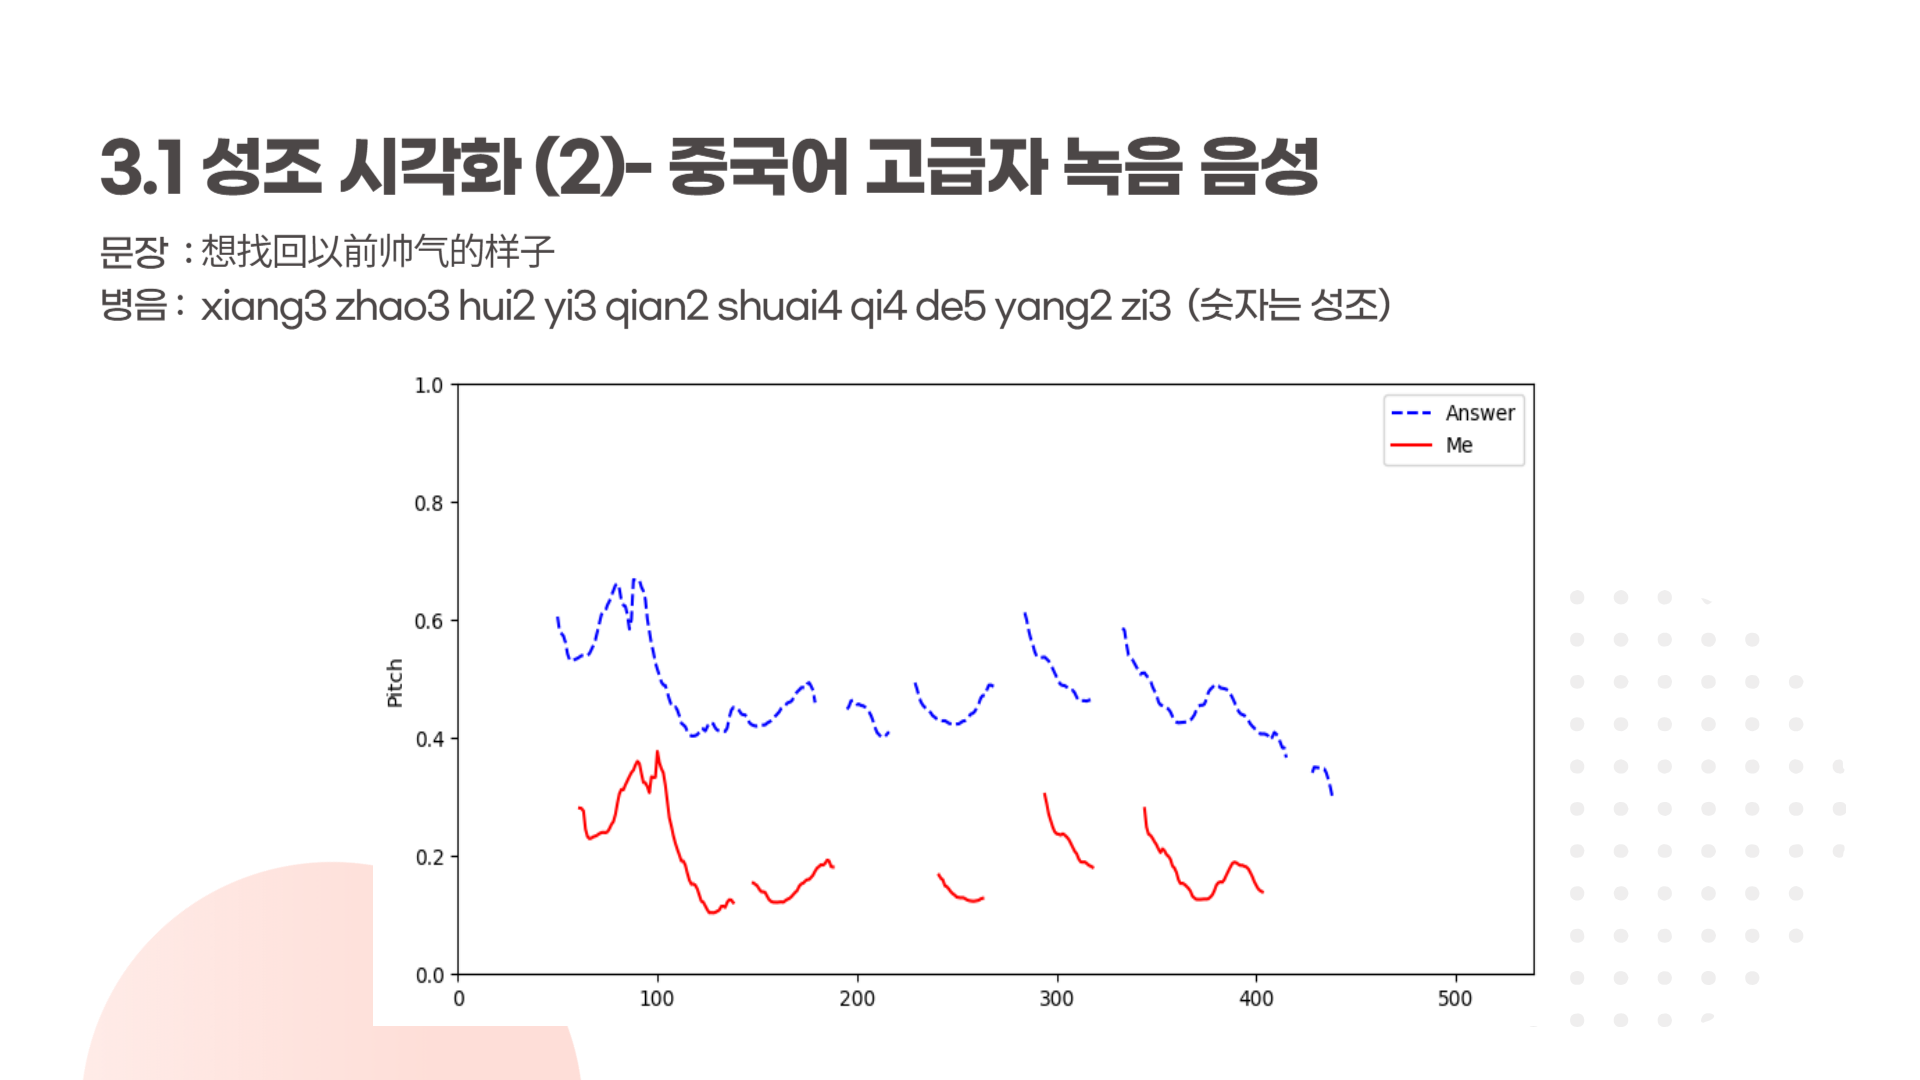 3.1 성조 시각화 (2)- 중국어 고급자 녹음 음성
문장 : 想找回以前帅气的样子
병음 : xiang3 zhao3 hui2 yi3 qian2 shuai4 qi4 de5 yang2 zi3 (숫자는 성조)
1.0
0.8
0.6
0.4
0.2
0.0
Pitch
Answer
Me
0 100 200 300 400 500